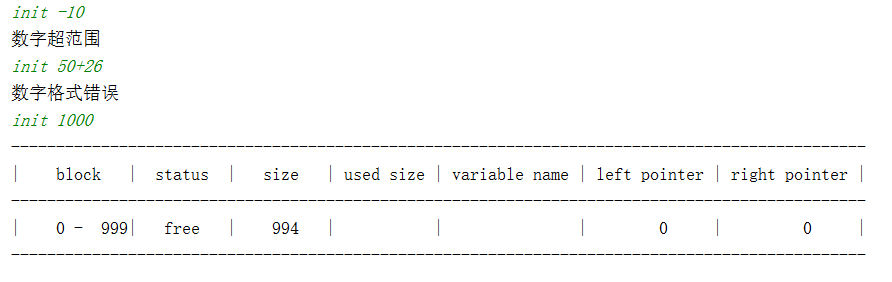 init -10
数字超范围
init 50+26
数字格式错误
init 1000
-----------------------------------------------------------------------------------------------
|    block   |  status  |   size   | used size | variable name | left pointer | right pointer |
-----------------------------------------------------------------------------------------------
|    0 -  999|   free   |    994   |           |               |       0      |       0       |
-----------------------------------------------------------------------------------------------